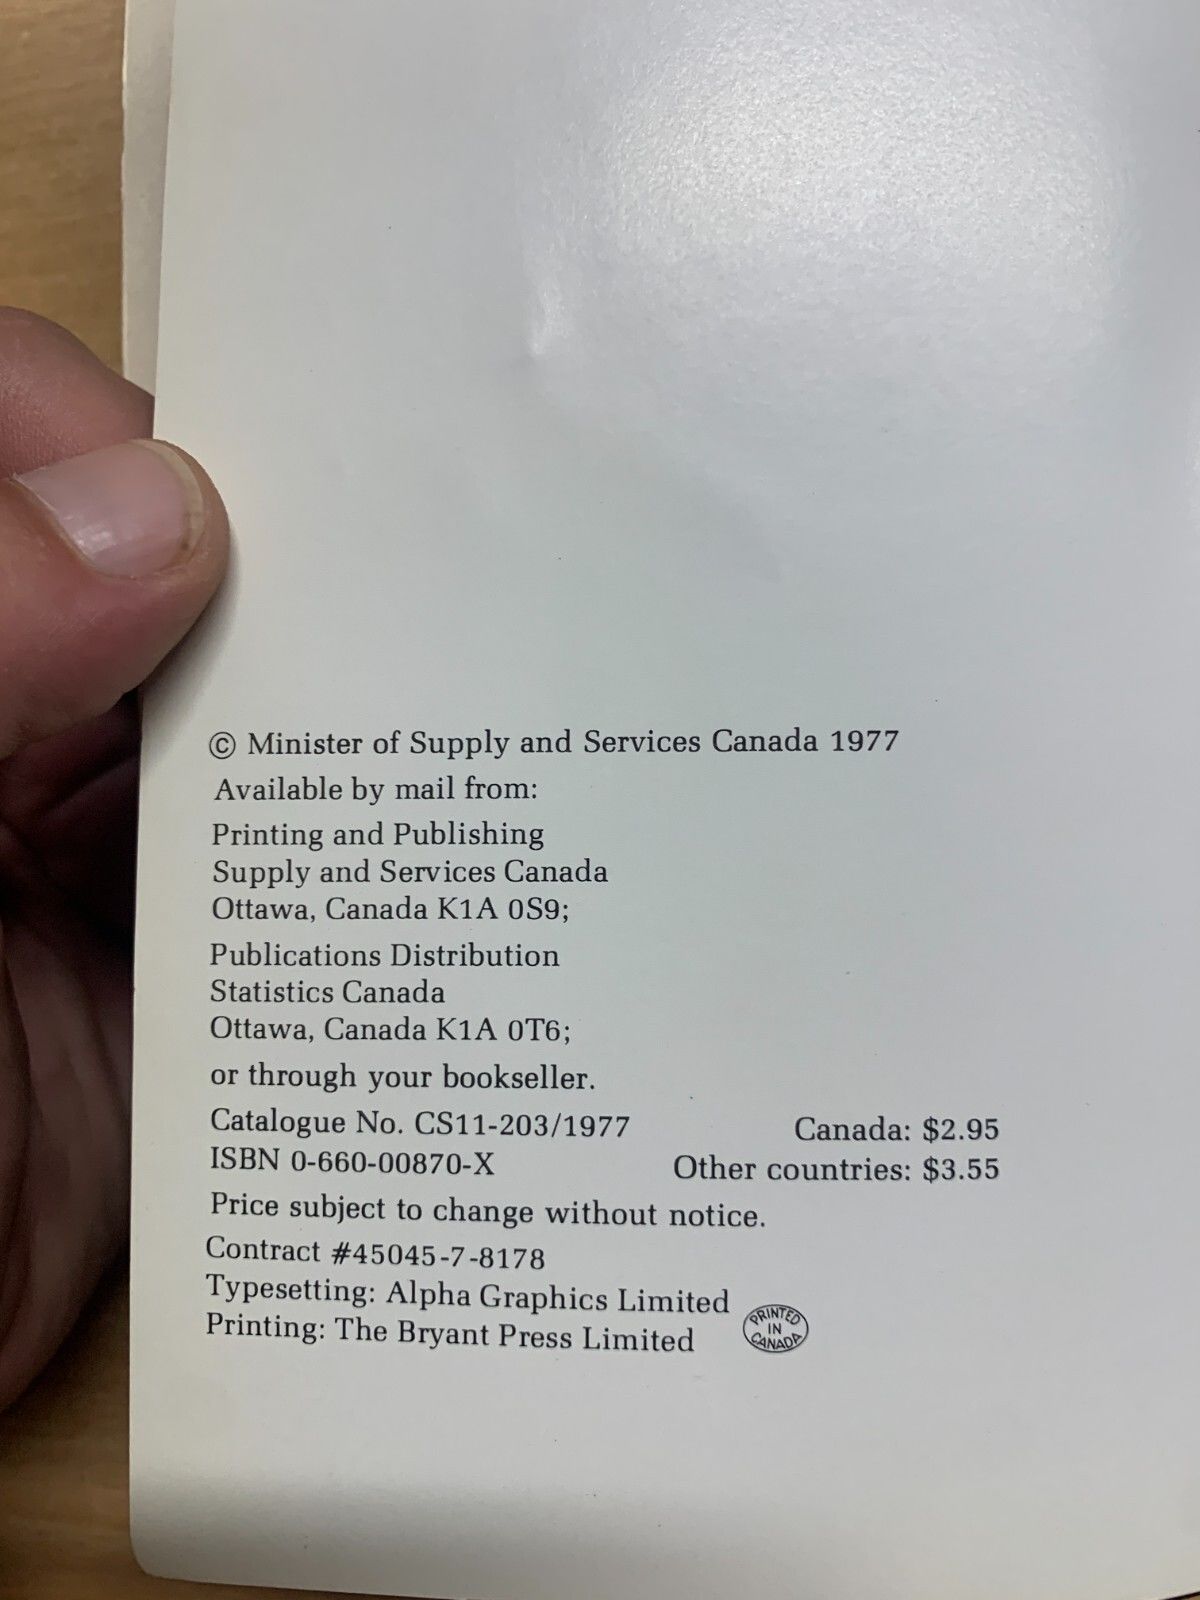 © Minister of Supply and Services Canada 1977
Available by mail from:
Printing and Publishing
Supply and Services Canada
Ottawa, Canada K1A 0S9;
Publications Distribution
Statistics Canada
Ottawa, Canada K1A 0T6;
or through your bookseller.
Catalogue No. CS11-203/1977 Canada: $2.95
ISBN 0-660-00870-X Other countries: $3.55
Price subject to change without notice.
Contract #45045-7-8178
Typesetting: Alpha Graphics Limited
Printing: The Bryant Press Limited
PRINTED
IN
CANADA